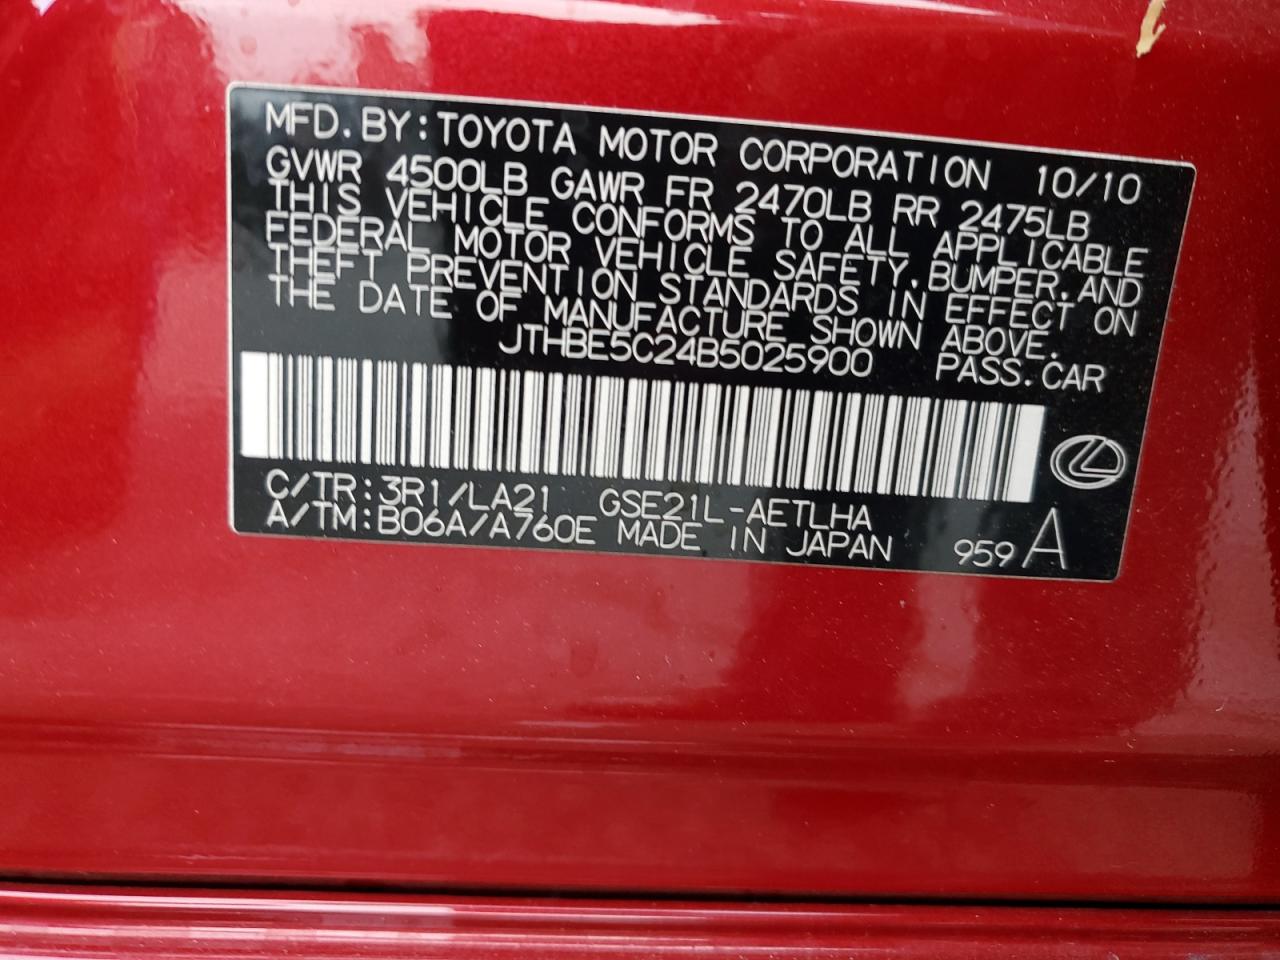 MFD. BY: TOYOTA MOTOR CORPORATION 10/10
GVWR 4500LB GAWR FR 2470LB RR 2475LB
THIS VEHICLE CONFORMS TO ALL APPLICABLE
FEDERAL MOTOR VEHICLE SAFETY, BUMPER, AND
THEFT PREVENTION STANDARDS IN EFFECT ON
THE DATE OF MANUFACTURE SHOWN ABOVE.
JTHBE5C24B5025900 PASS. CAR
C/TR: 3R1/LA21 GSE21L-AETLHA
A/TM: B06A/A760E MADE IN JAPAN 959 A